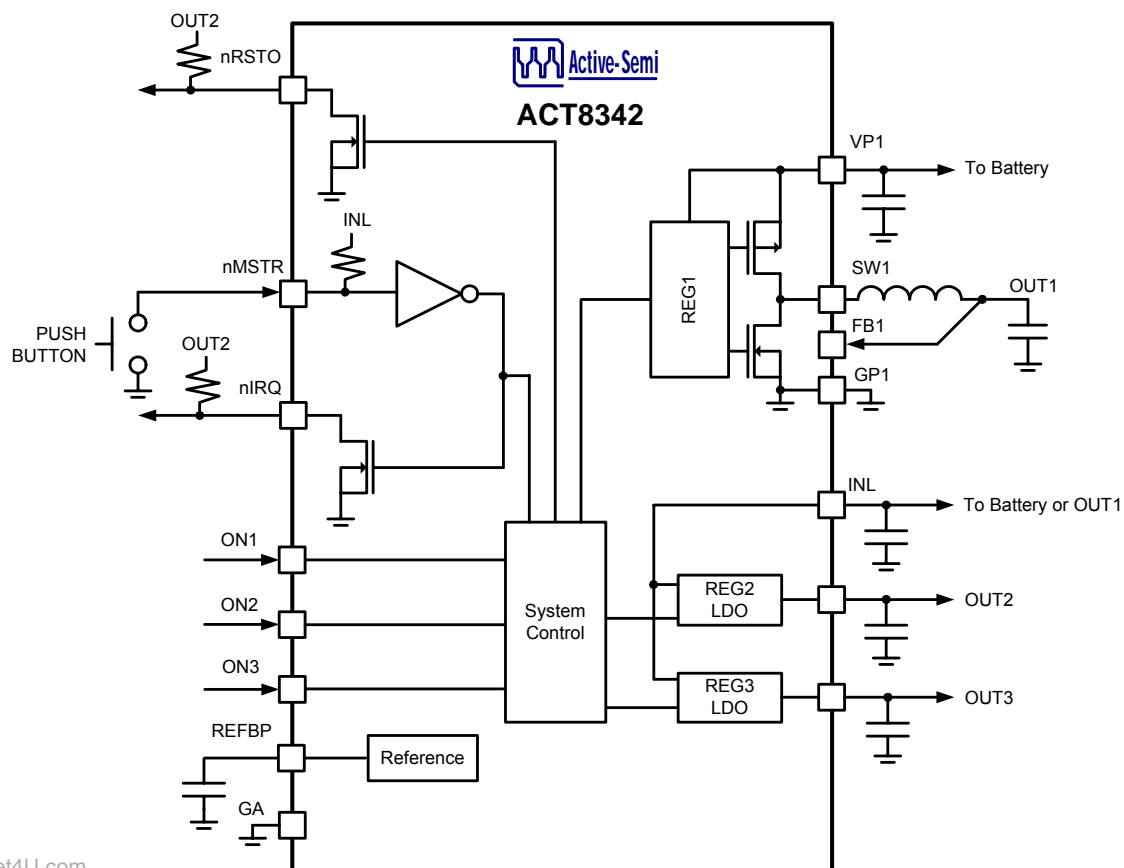 OUT2
nRSTO
Active-Semi
ACT8342
VP1
To Battery
INL
nMSTR
REG1
SW1
OUT1
FB1
PUSH
BUTTON
OUT2
nIRQ
GP1
INL
To Battery or OUT1
ON1
REG2
LDO
OUT2
ON2
System
Control
ON3
REG3
LDO
OUT3
REFBP
Reference
GA
et4U.com